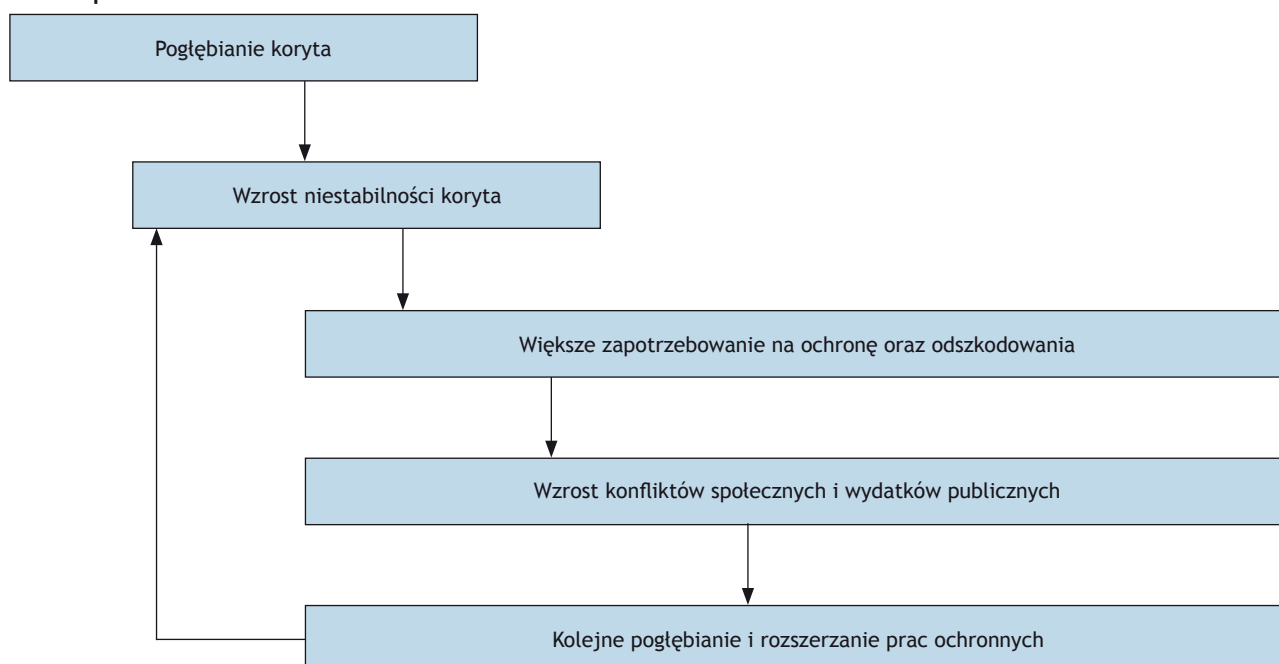 Pogłębianie koryta
Wzrost niestabilności koryta
Większe zapotrzebowanie na ochronę oraz odszkodowania
Wzrost konfliktów społecznych i wydatków publicznych
Kolejne pogłębianie i rozszerzanie prac ochronnych